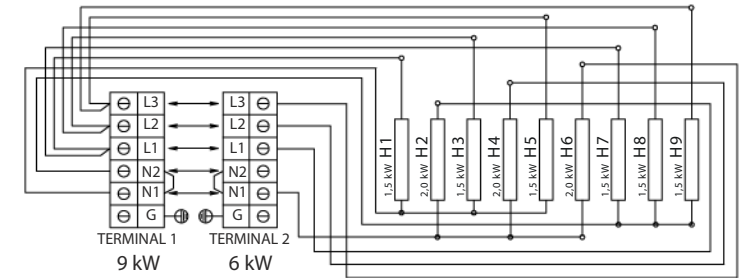 L3 L3
L2 L2
L1 L1
N2 N2
N1 N1
G G
TERMINAL 1 TERMINAL 2
9 kW 6 kW
1,5 kW H1
2,0 kW H2
1,5 kW H3
2,0 kW H4
1,5 kW H5
2,0 kW H6
1,5 kW H7
1,5 kW H8
1,5 kW H9